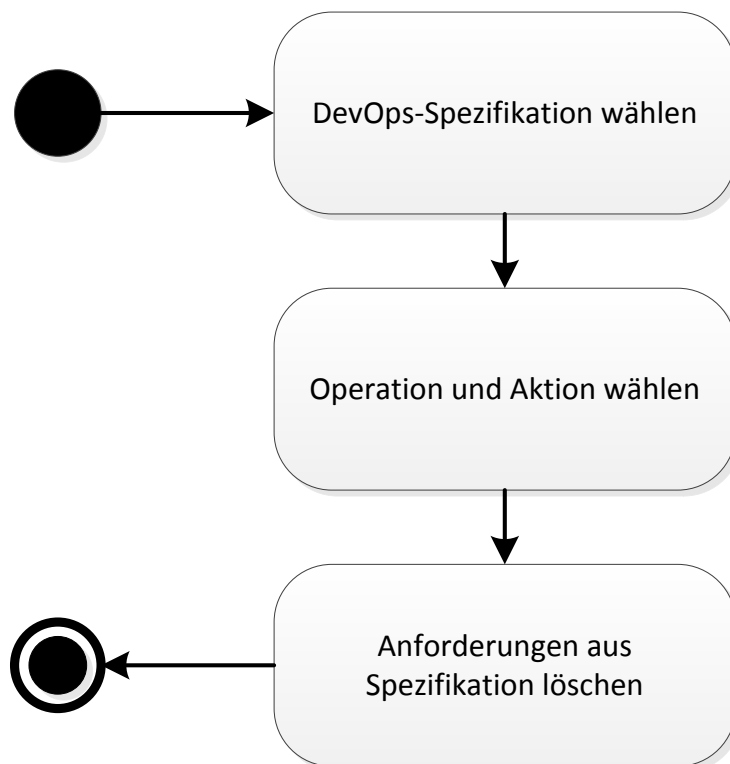 DevOps-Spezifikation wählen
Operation und Aktion wählen
Anforderungen aus
Spezifikation löschen